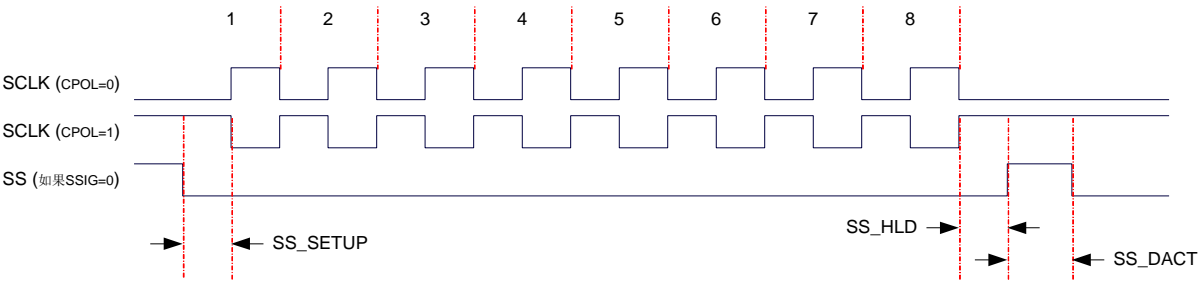 1 2 3 4 5 6 7 8
SCLK (CPOL=0)
SCLK (CPOL=1)
SS (如果SSIG=0)
SS_SETUP
SS_HLD
SS_DACT